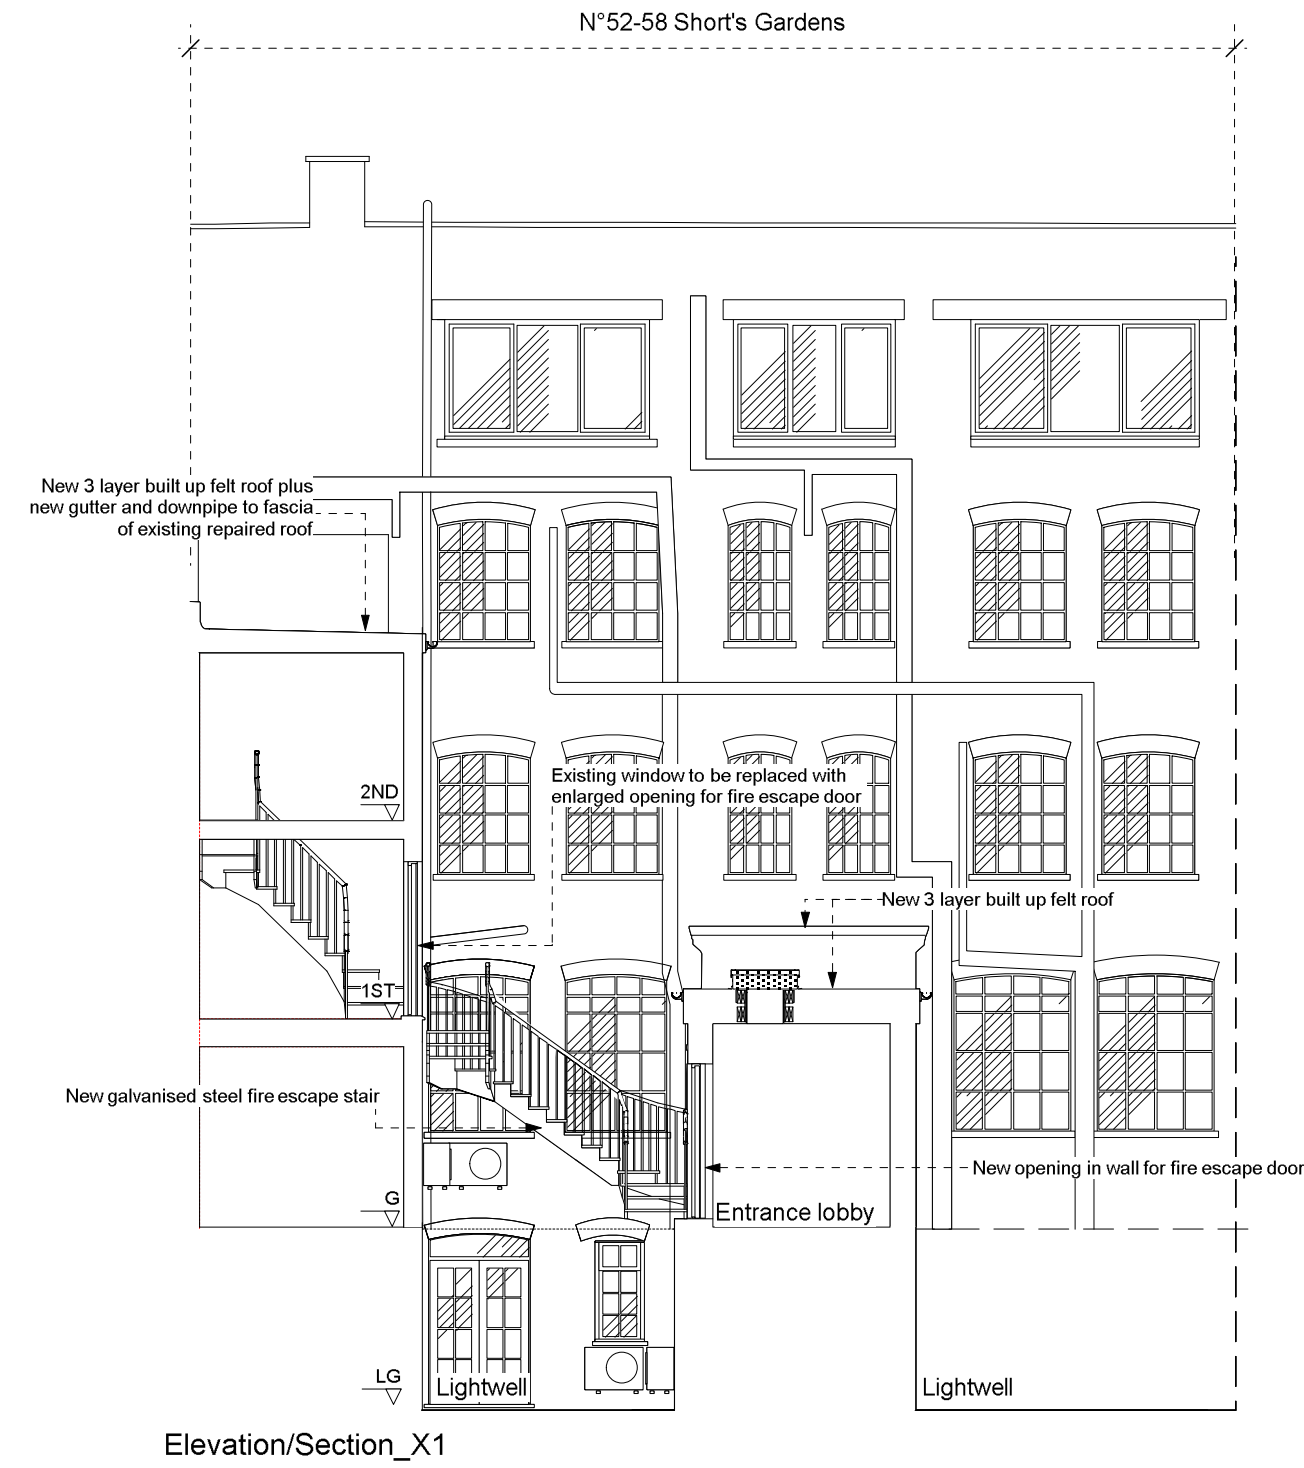 N°52-58 Short's Gardens
New 3 layer built up felt roof plus
new gutter and downpipe to fascia
of existing repaired roof
Existing window to be replaced with
enlarged opening for fire escape door
2ND
New 3 layer built up felt roof
1ST
New galvanised steel fire escape stair
New opening in wall for fire escape door
G
Entrance lobby
LG
Lightwell
Lightwell
Elevation/Section_X1